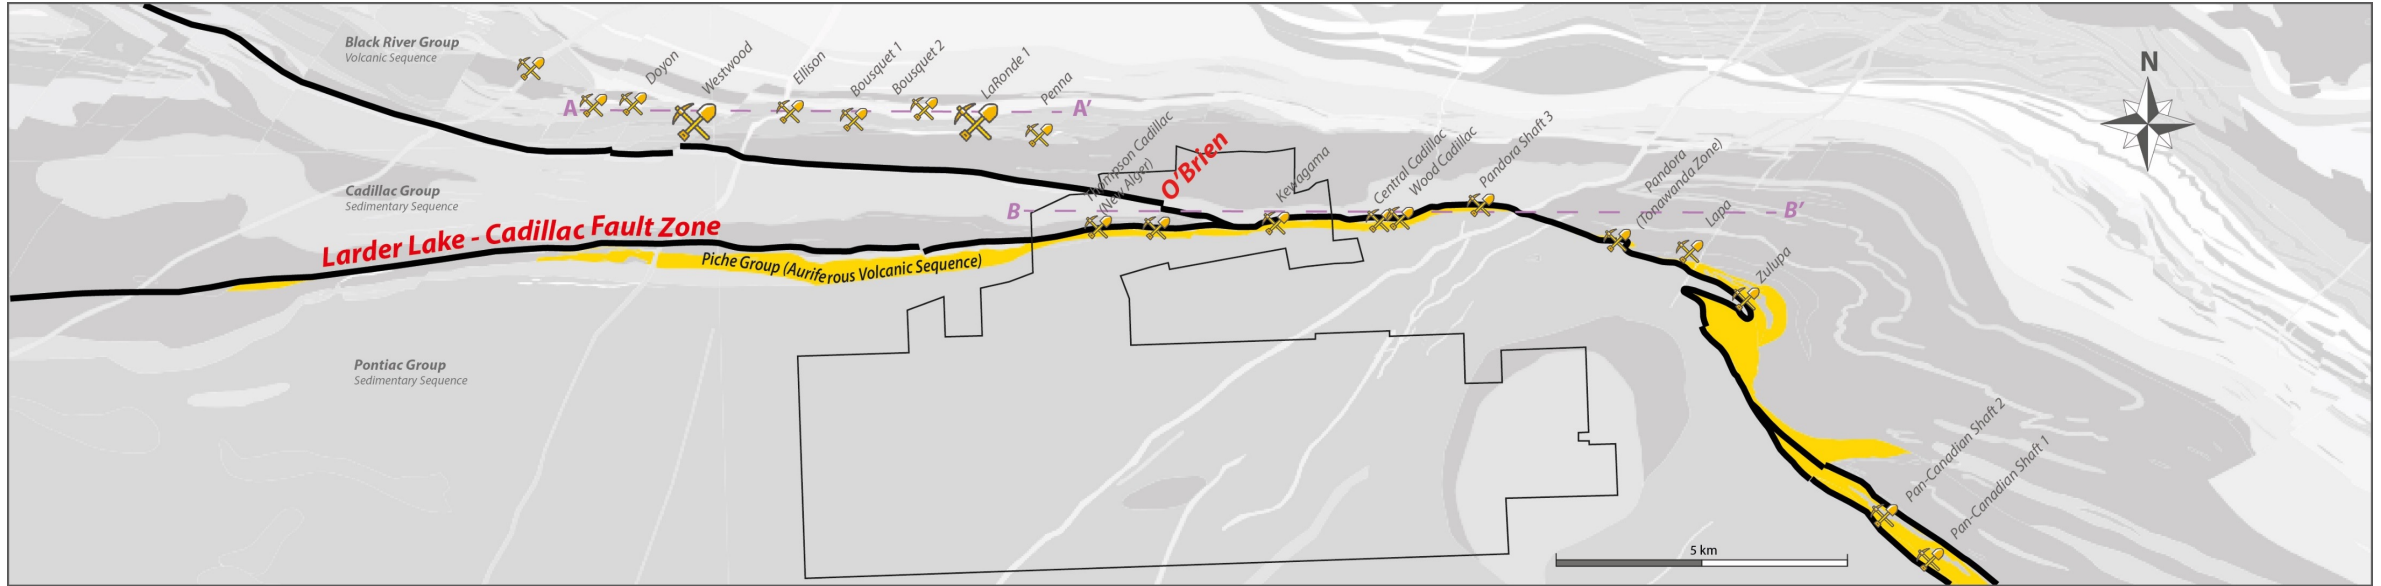 Black River Group
Volcanic Sequence
Doyon
Westwood
Ellison
Bousquet 1
Bousquet 2
LaRonde 1
Penna
A
A’
N
Cadillac Group
Sedimentary Sequence
Thompson Cadillac
(New Alger)
O’Brien
Kewagama
Central Cadillac
Wood Cadillac
Pandora Shaft 3
Pandora
(Tonawanda Zone)
Lapa
Zulupa
B
B’
Larder Lake - Cadillac Fault Zone
Piche Group (Auriferous Volcanic Sequence)
Pontiac Group
Sedimentary Sequence
Pan-Canadian Shaft 2
Pan-Canadian Shaft 1
5 km